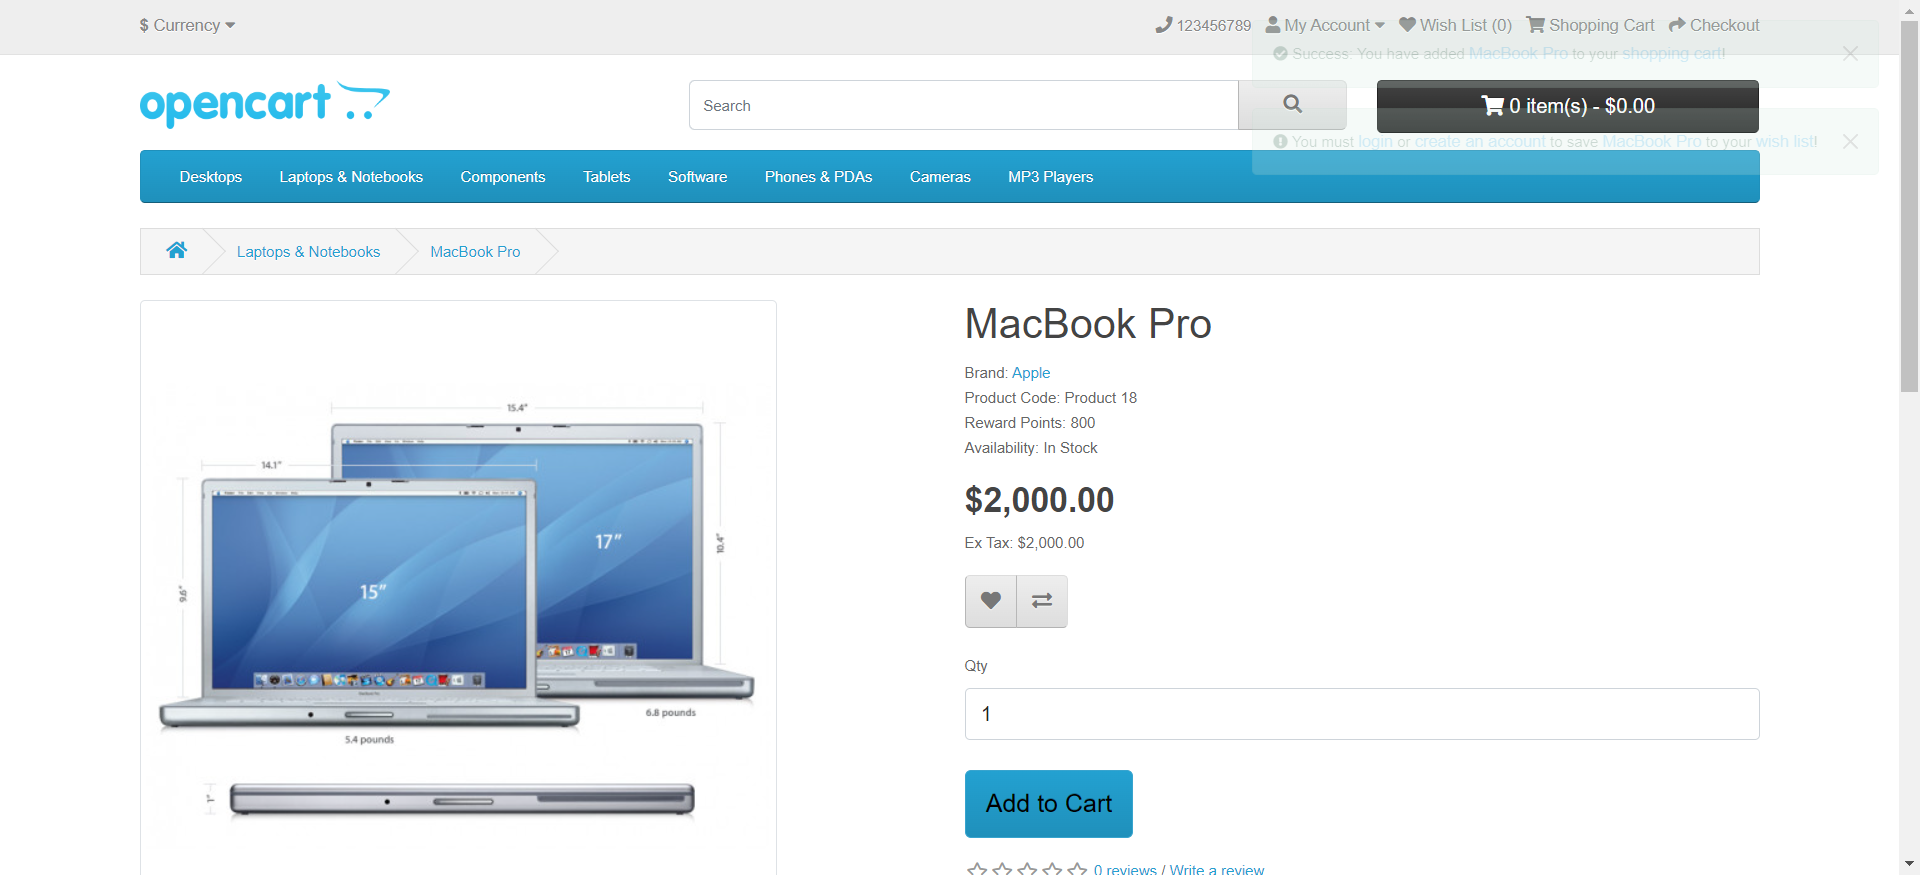 $ Currency
123456789 My Account Wish List (0) Shopping Cart Checkout
Success: You have added MacBook Pro to your shopping cart!
opencart
Search
0 item(s) - $0.00
You must login or create an account to save MacBook Pro to your wish list!
Desktops Laptops & Notebooks Components Tablets Software Phones & PDAs Cameras MP3 Players
Laptops & Notebooks MacBook Pro
15.4"
14.1"
17"
10.4"
15"
9.6"
6.8 pounds
5.4 pounds
1"
MacBook Pro
Brand: Apple
Product Code: Product 18
Reward Points: 800
Availability: In Stock
$2,000.00
Ex Tax: $2,000.00
Qty
1
Add to Cart
0 reviews / Write a review